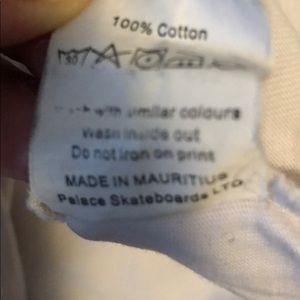 100% Cotton
with similar colours
Wash inside out
Do not iron on print
MADE IN MAURITIUS
Palace Skateboards LTD